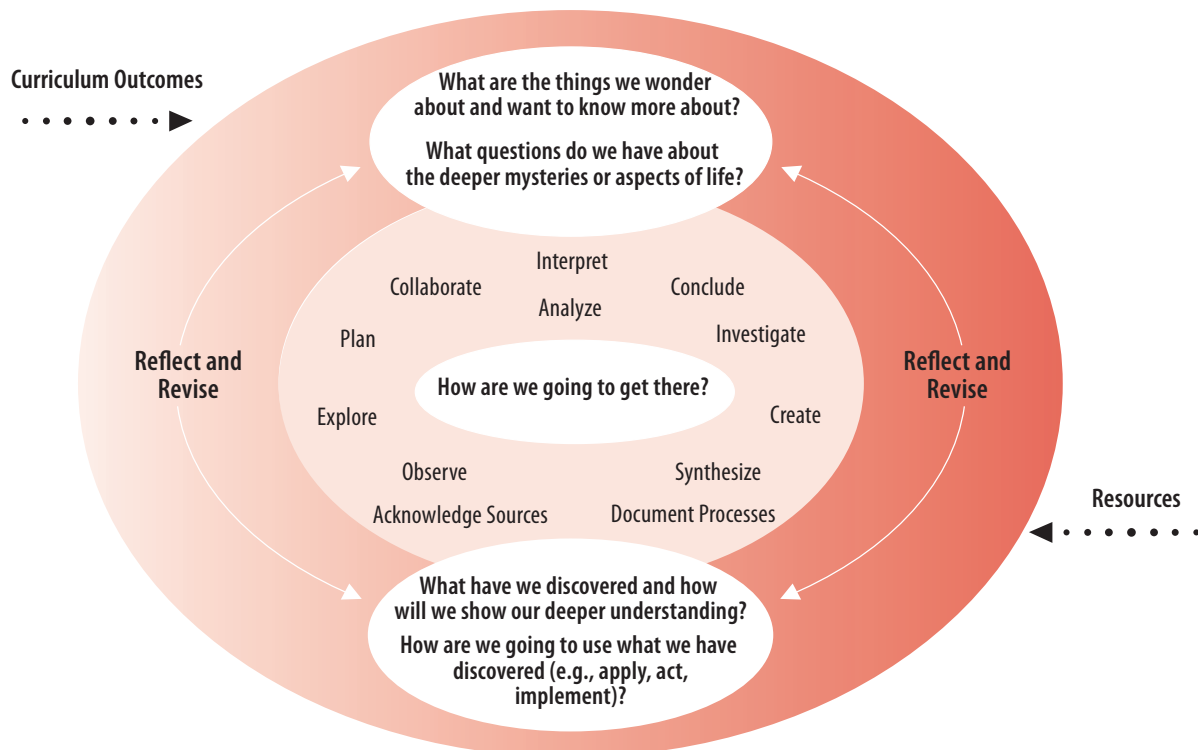 Curriculum Outcomes
What are the things we wonder
about and want to know more about?
What questions do we have about
the deeper mysteries or aspects of life?
Interpret
Collaborate
Conclude
Analyze
Plan
Investigate
Reflect and
Revise
How are we going to get there?
Reflect and
Revise
Explore
Create
Observe
Synthesize
Acknowledge Sources
Document Processes
Resources
What have we discovered and how
will we show our deeper understanding?
How are we going to use what we have
discovered (e.g., apply, act,
implement)?